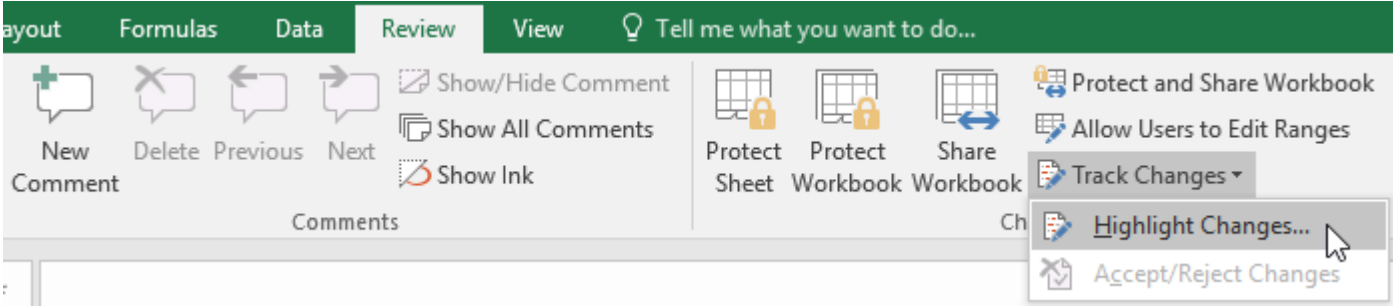 ayout Formulas Data Review View Tell me what you want to do...
New Comment
Delete
Previous
Next
Show/Hide Comment
Show All Comments
Show Ink
Comments
Protect Sheet
Protect Workbook
Share Workbook
Protect and Share Workbook
Allow Users to Edit Ranges
Track Changes
Ch
Highlight Changes...
Accept/Reject Changes